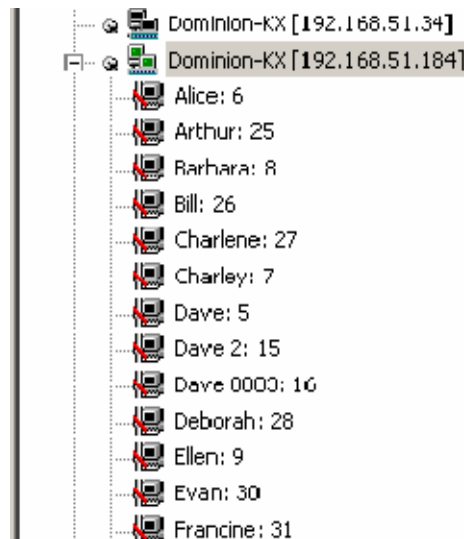 Dominion-KX [192.168.51.34]
Dominion-KX [192.168.51.184]
Alice: 6
Arthur: 25
Barbara: 8
Bill: 26
Charlene: 27
Charley: 7
Dave: 5
Dave 2: 15
Dave 0000: 16
Deborah: 28
Ellen: 9
Evan: 30
Francine: 31